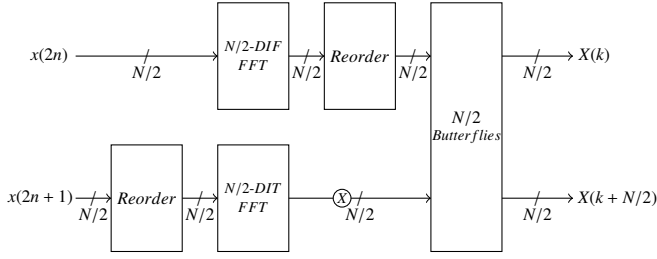 x(2n)
N/2
N/2-DIF
FFT
N/2
Reorder
N/2
N/2
Butterflies
N/2
X(k)
x(2n + 1)
N/2
Reorder
N/2
N/2-DIT
FFT
X
N/2
N/2
X(k + N/2)